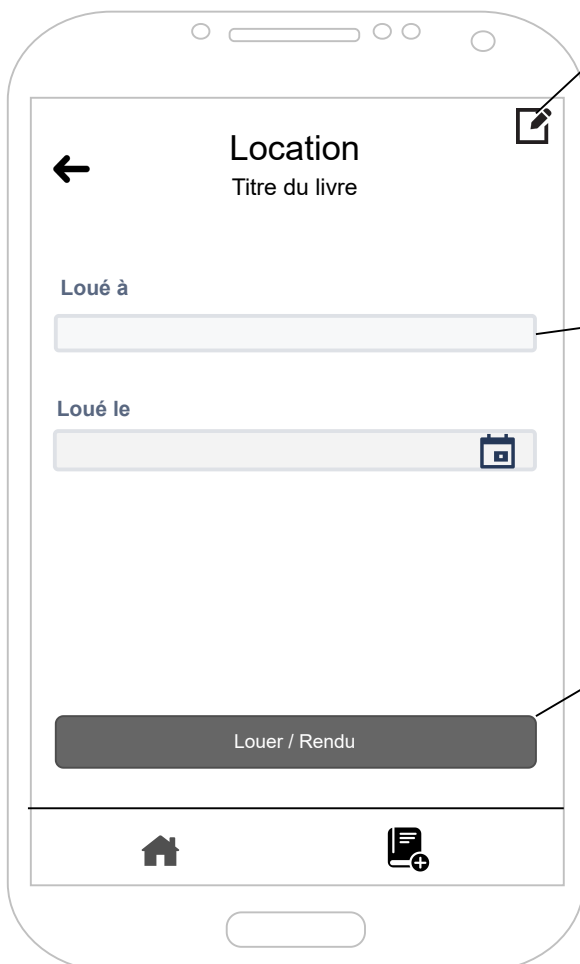 Location
Titre du livre
Loué à
Loué le
Louer / Rendu